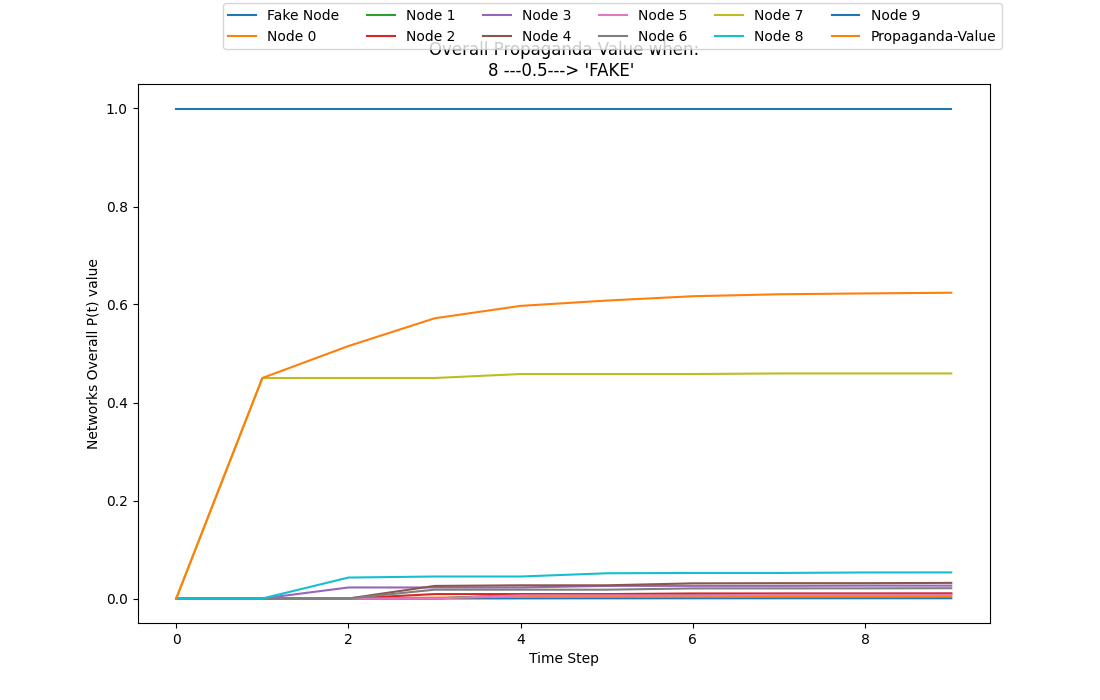 Fake Node Node 1 Node 3 Node 5 Node 7 Node 9
Node 0 Node 2 Node 4 Node 6 Node 8 Propaganda-Value
Overall Propaganda Value when:
8 ---0.5---> 'FAKE'
1.0
0.8
0.6
0.4
0.2
0.0
Networks Overall P(t) value
0 2 4 6 8
Time Step